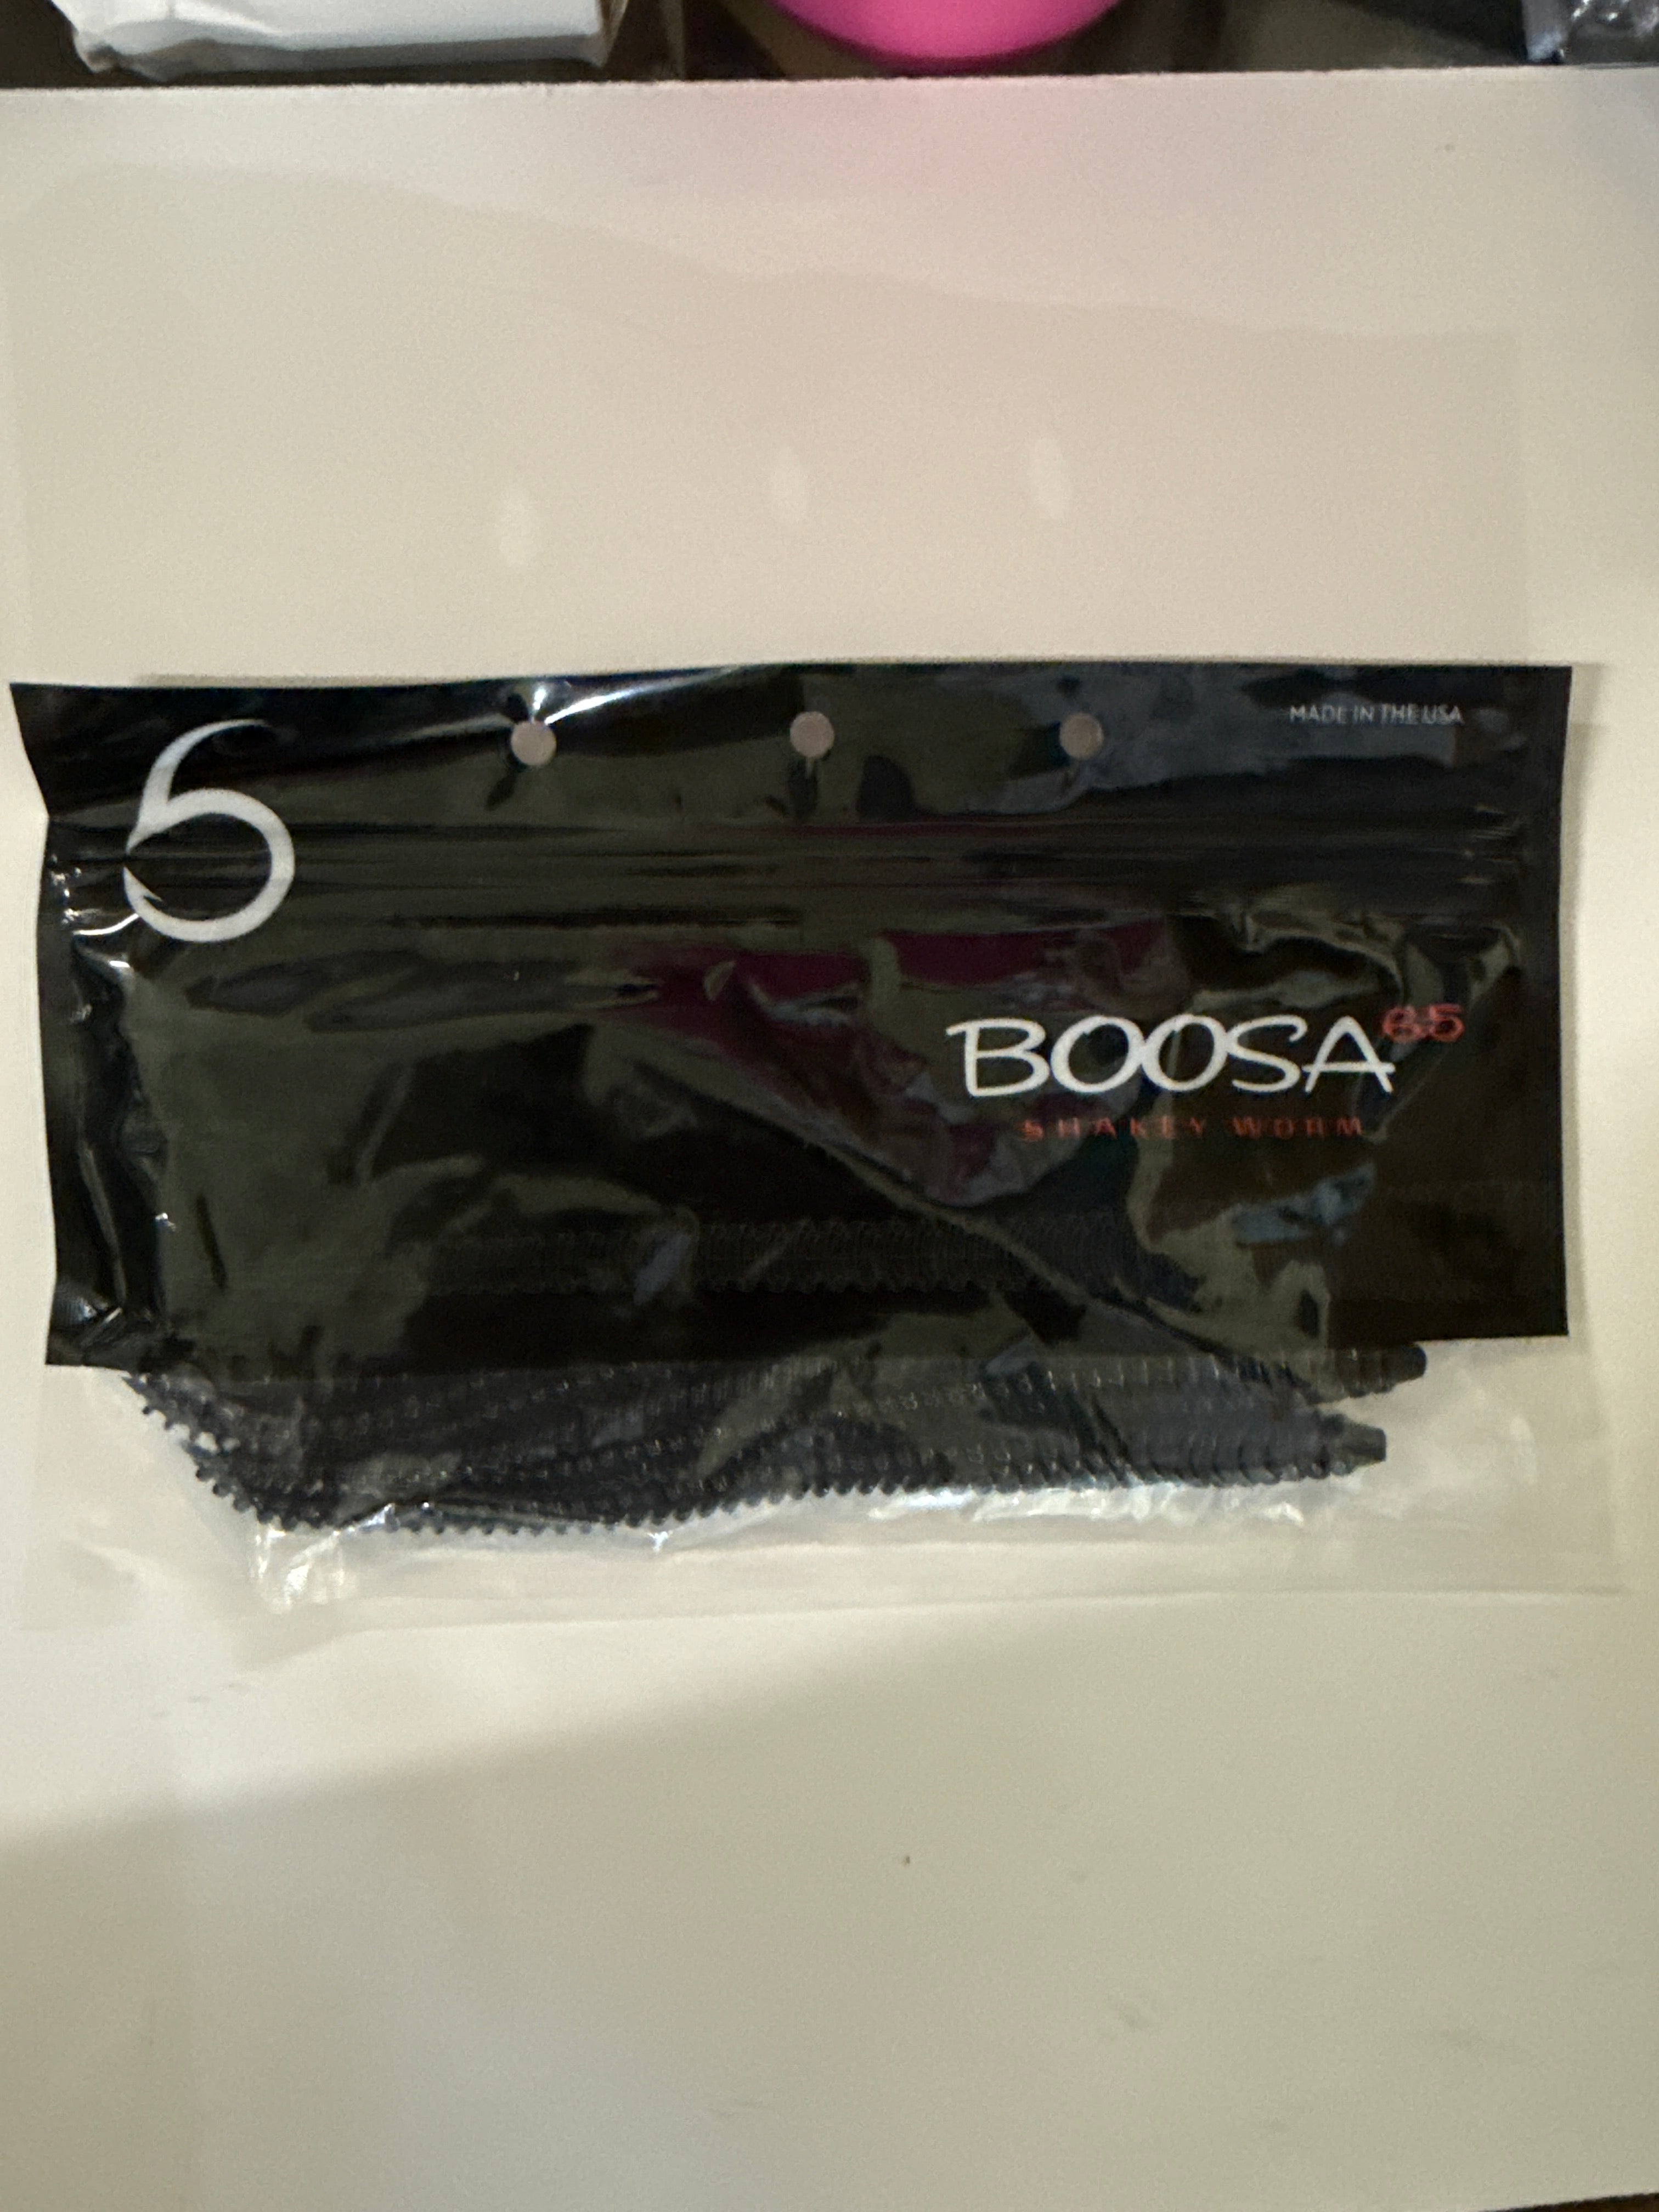 MADE IN THE USA
6
BOOSA 6.5
SHAKEY WORM